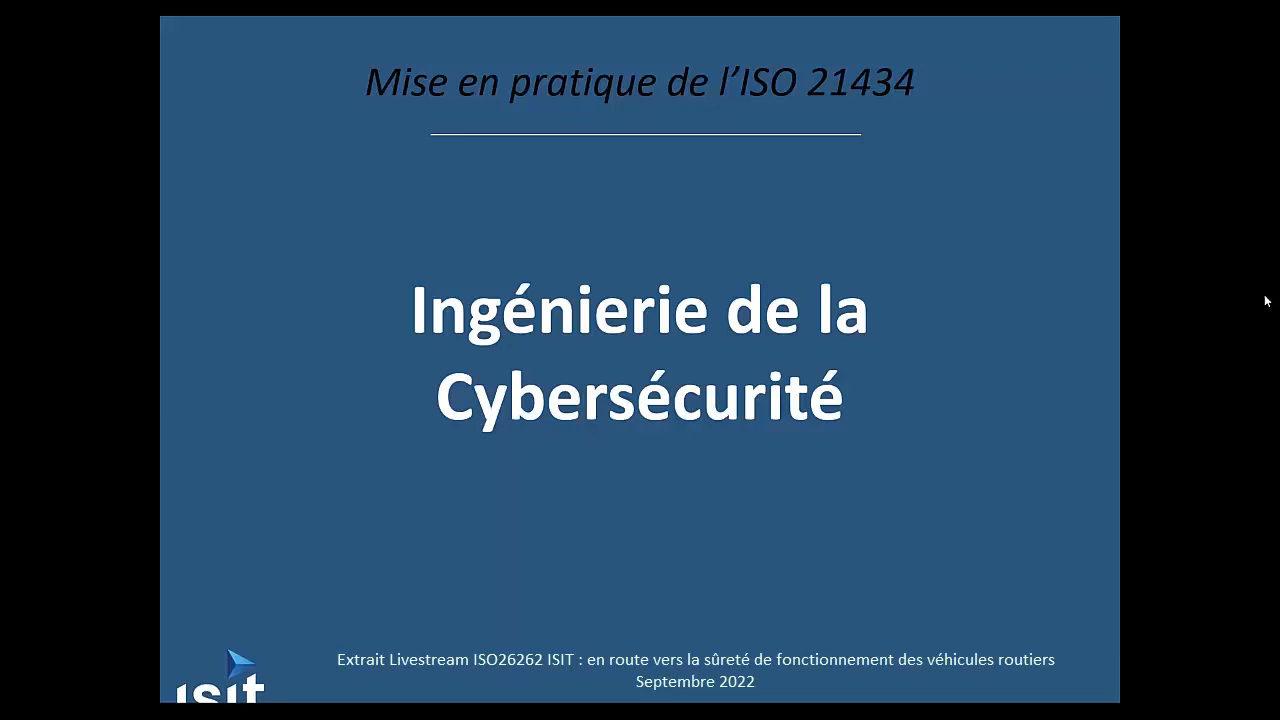 Mise en pratique de l’ISO 21434
Ingénierie de la
Cybersécurité
Extrait Livestream ISO26262 ISIT : en route vers la sûreté de fonctionnement des véhicules routiers
Septembre 2022
isit